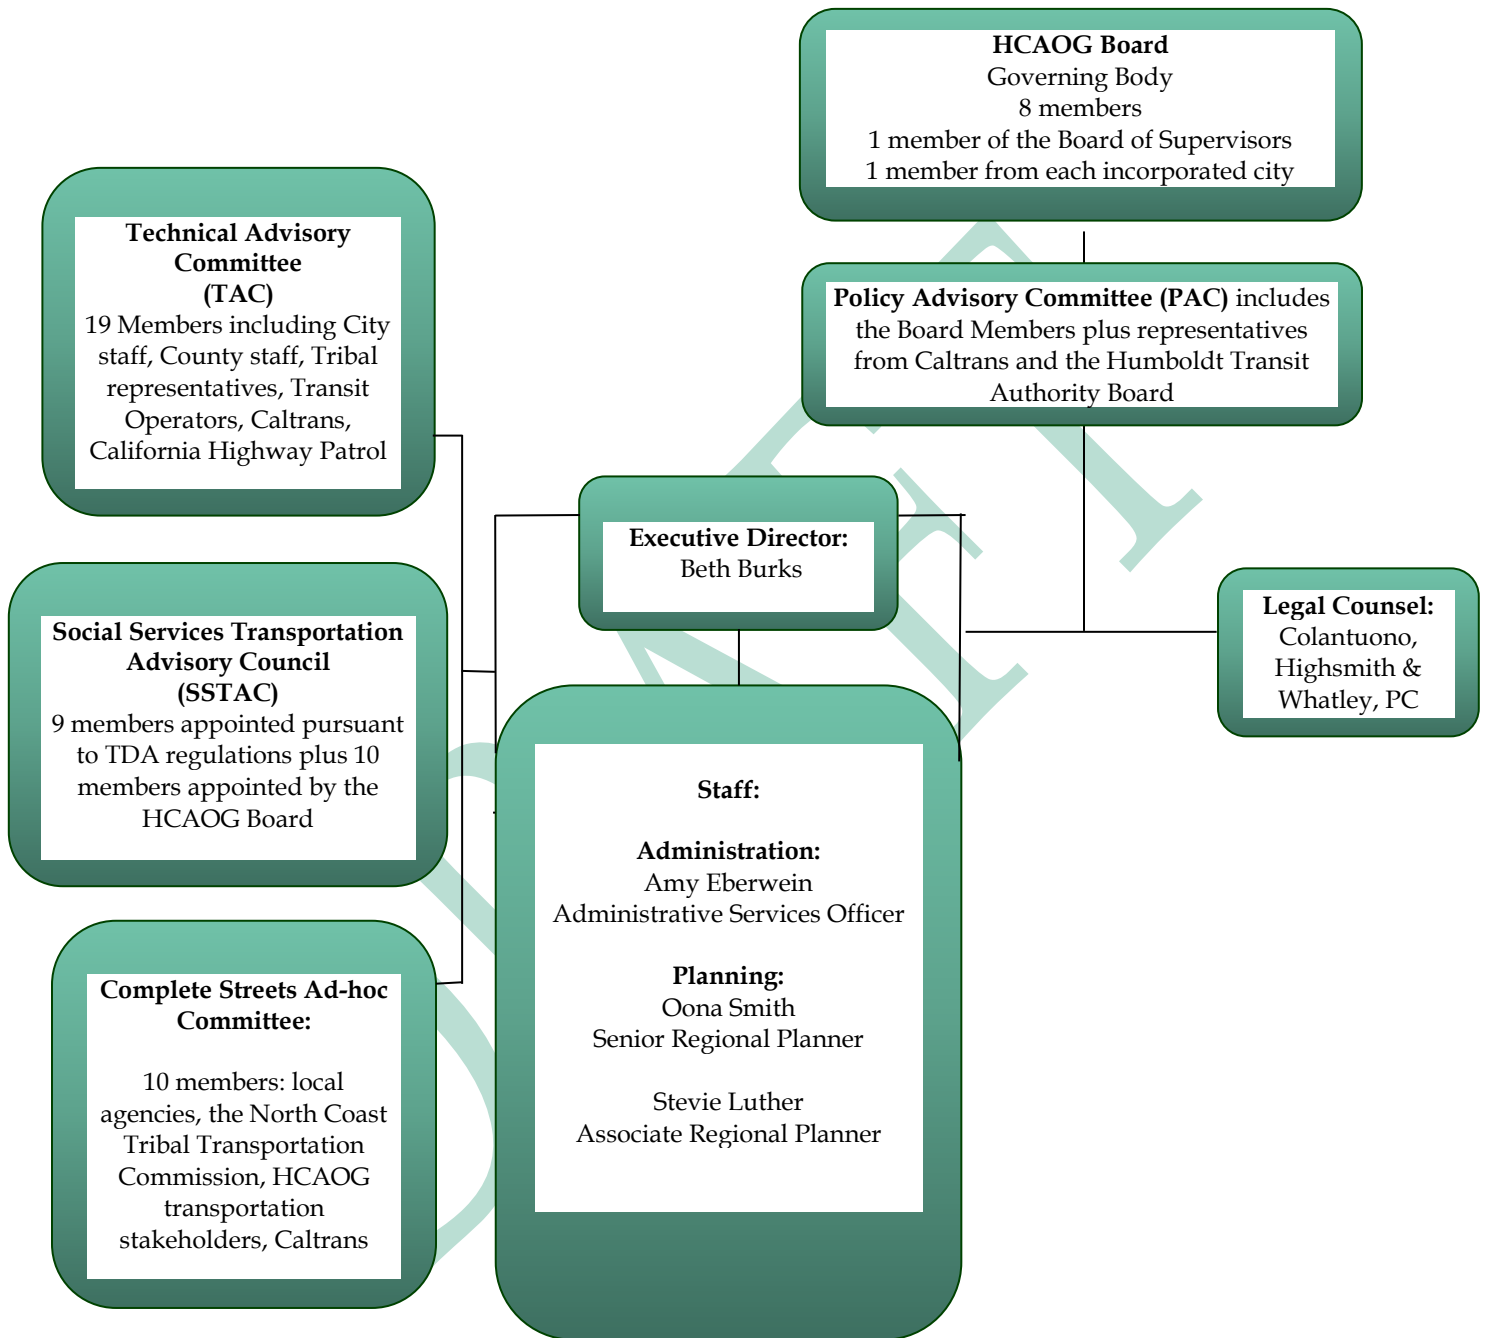 HCAOG Board
Governing Body
8 members
1 member of the Board of Supervisors
1 member from each incorporated city
Technical Advisory
Committee
(TAC)
19 Members including City
staff, County staff, Tribal
representatives, Transit
Operators, Caltrans,
California Highway Patrol
Policy Advisory Committee (PAC) includes
the Board Members plus representatives
from Caltrans and the Humboldt Transit
Authority Board
Executive Director:
Beth Burks
Legal Counsel:
Colantuono,
Highsmith &
Whatley, PC
Social Services Transportation
Advisory Council
(SSTAC)
9 members appointed pursuant
to TDA regulations plus 10
members appointed by the
HCAOG Board
Staff:
Administration:
Amy Eberwein
Administrative Services Officer
Planning:
Oona Smith
Senior Regional Planner
Stevie Luther
Associate Regional Planner
Complete Streets Ad-hoc
Committee:
10 members: local
agencies, the North Coast
Tribal Transportation
Commission, HCAOG
transportation
stakeholders, Caltrans
DRAFT